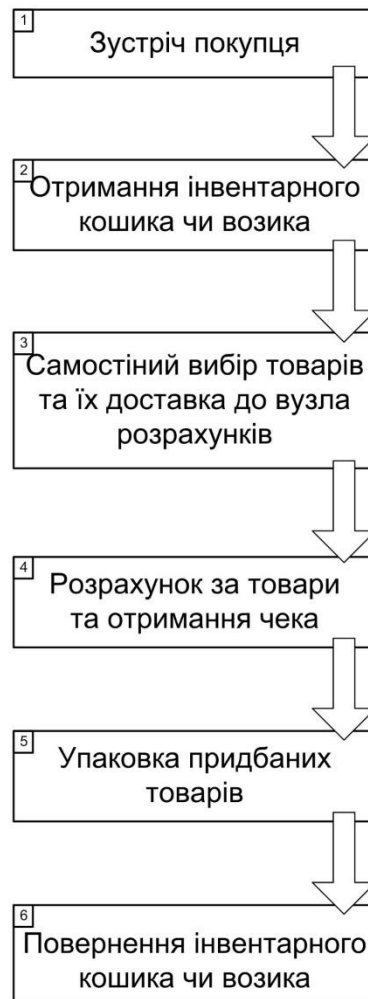 1
Зустріч покупця
2
Отримання інвентарного
кошика чи возика
3
Самостіний вибір товарів
та їх доставка до вузла
розрахунків
4
Розрахунок за товари
та отримання чека
5
Упаковка придбаних
товарів
6
Повернення інвентарного
кошика чи возика